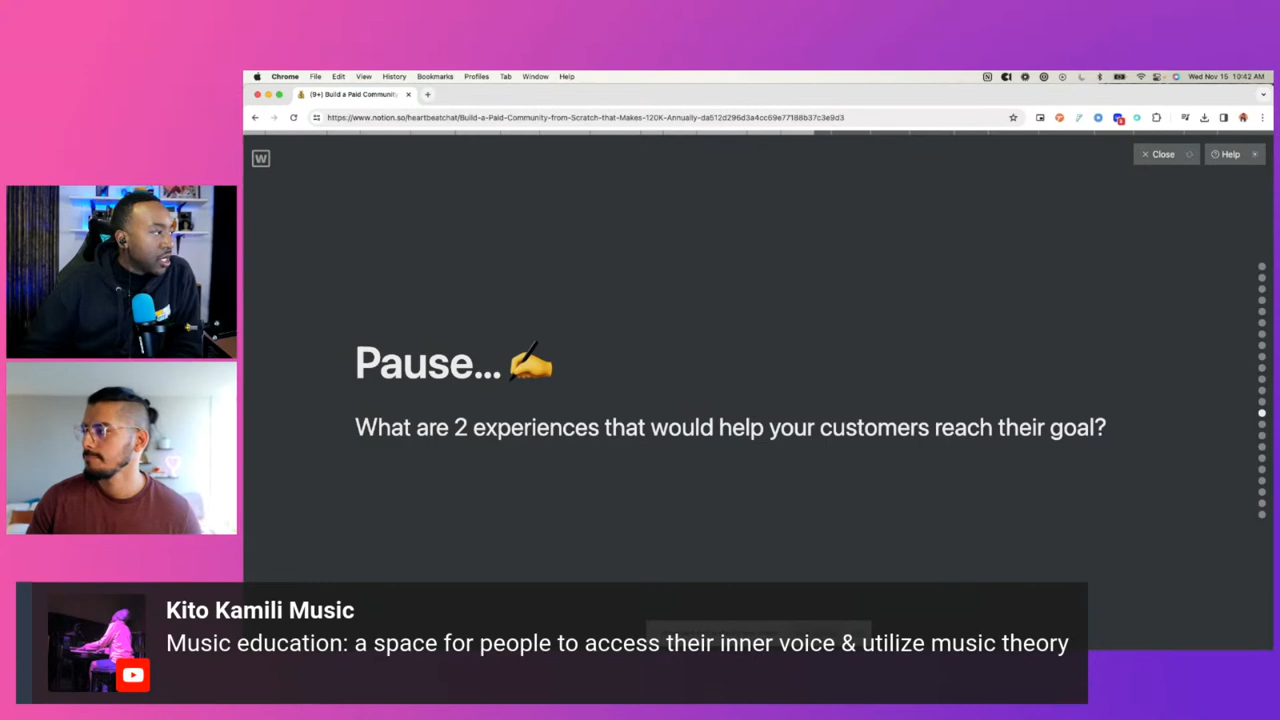 Chrome File Edit View History Bookmarks Profiles Tab Window Help
Wed Nov 15 10:42 AM
(9+) Build a Paid Community
https://www.notion.so/heartbeatchat/Build-a-Paid-Community-from-Scratch-that-Makes-120K-Annually-da512d296d3a4cc69e77188b37c3e9d3
W
Close
Help
Pause... ✍
What are 2 experiences that would help your customers reach their goal?
Kito Kamili Music
Music education: a space for people to access their inner voice & utilize music theory